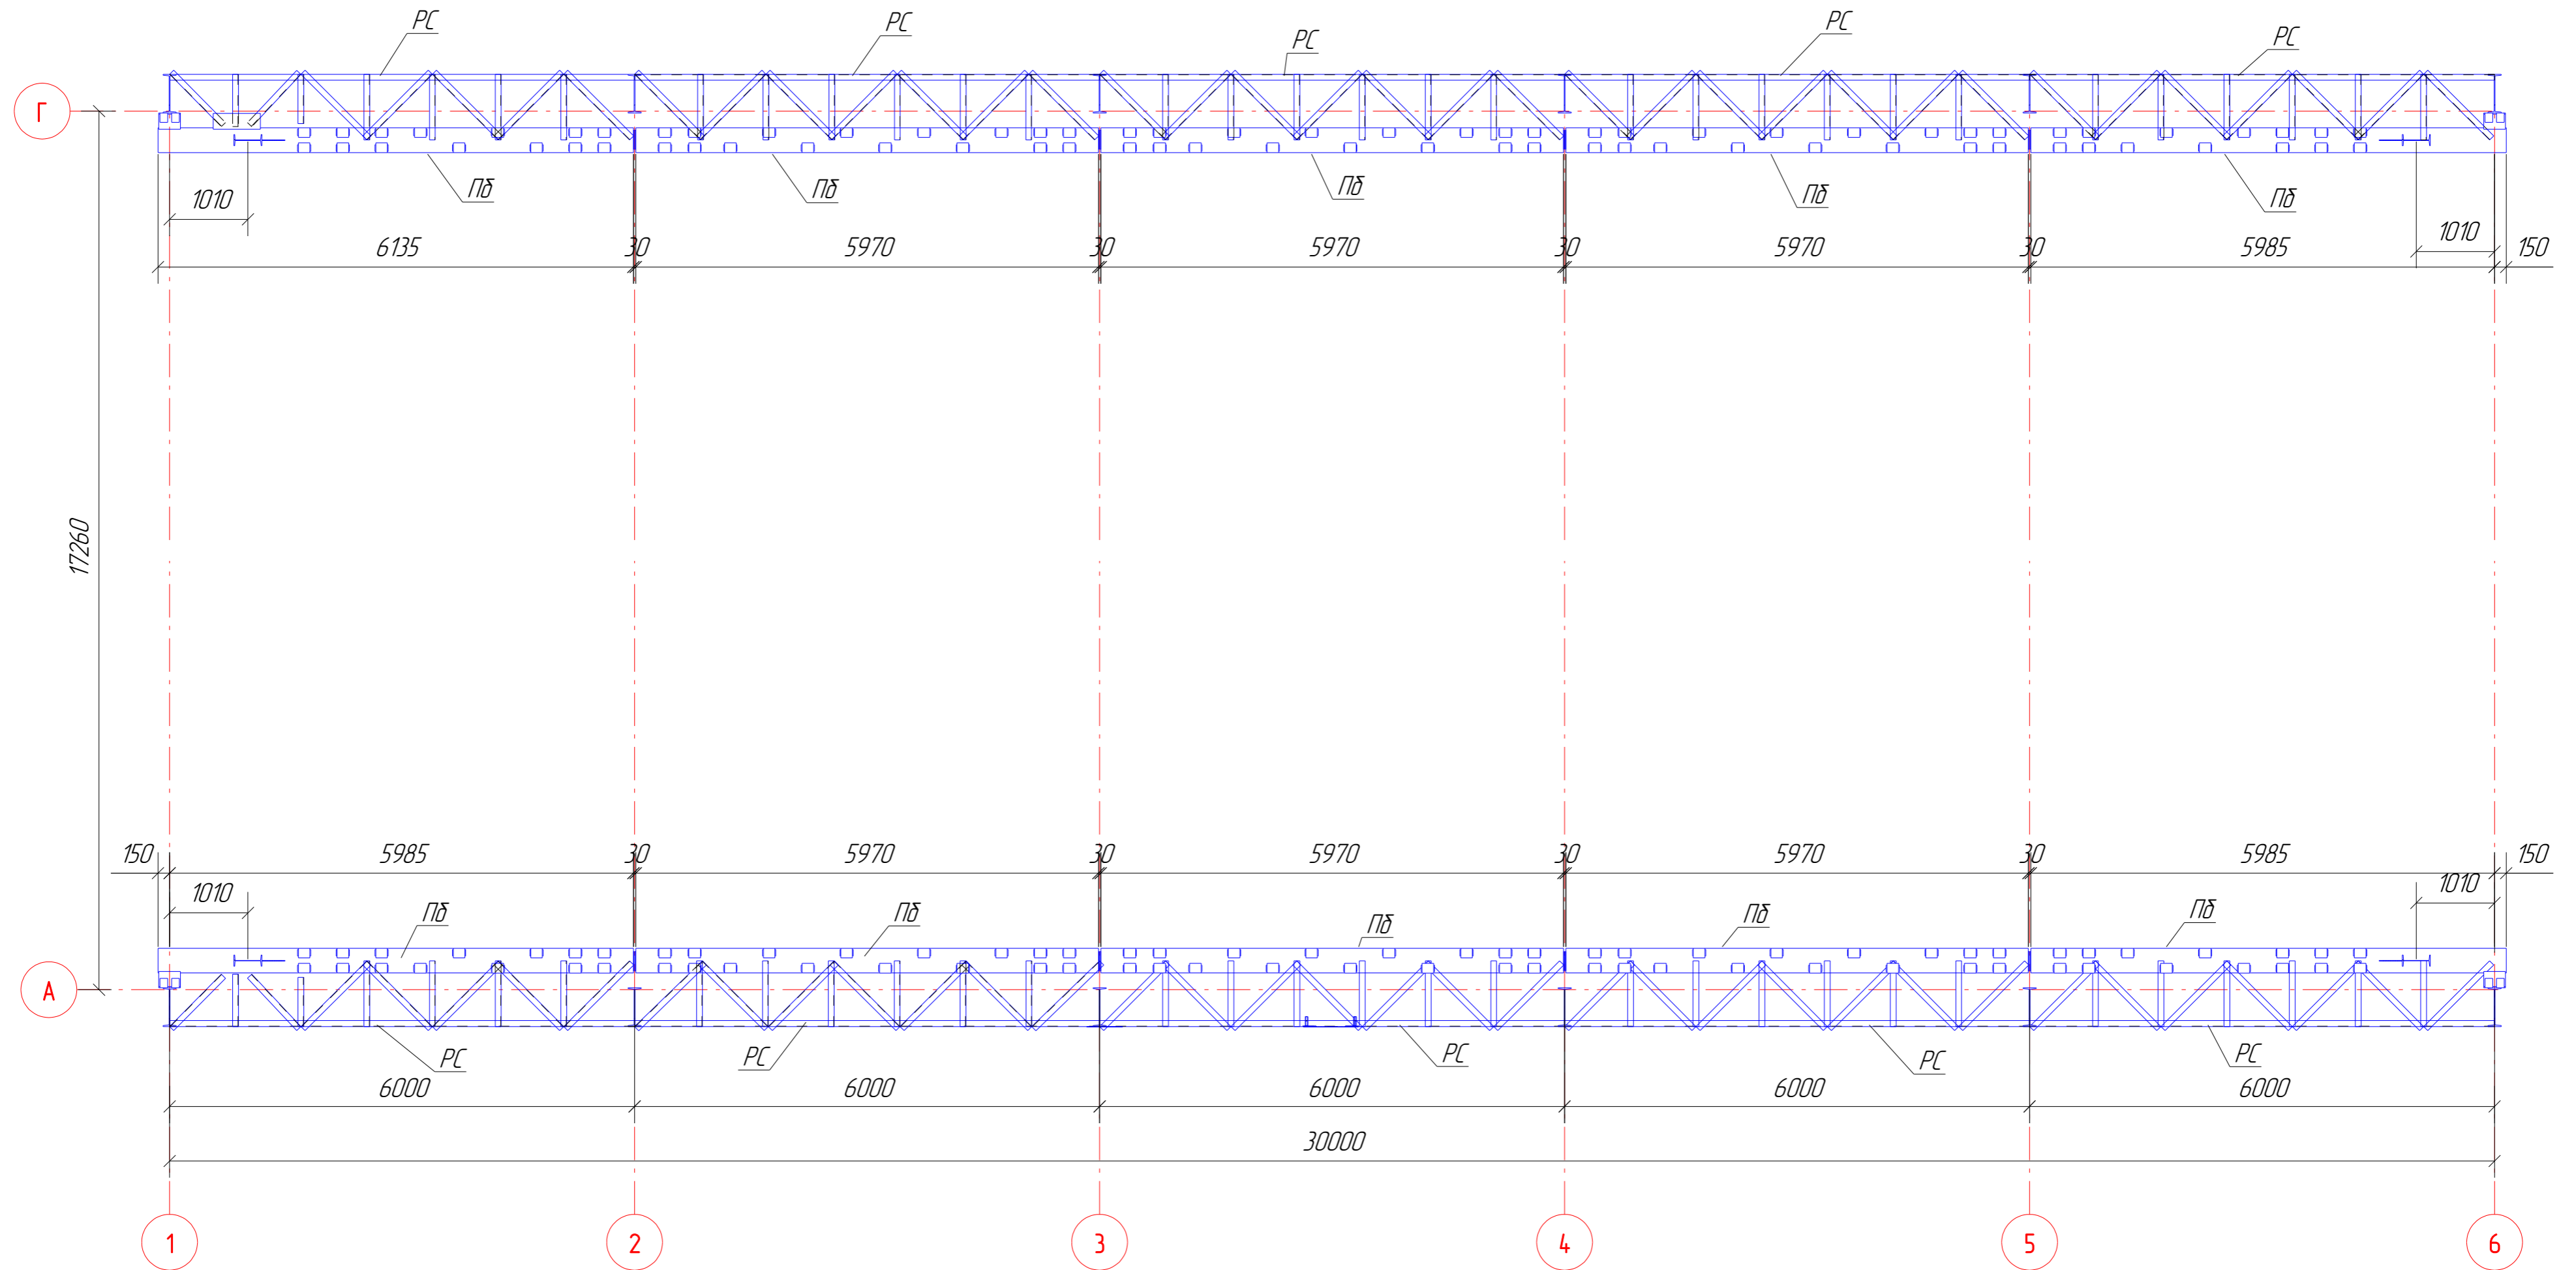 РС РС РС РС РС
Г
Пб Пб Пб Пб Пб
1010 1010
6135 30 5970 30 5970 30 5970 30 5985 150
17260
150 5985 30 5970 30 5970 30 5970 30 5985 150
1010 1010
Пб Пб Пб Пб Пб
А
РС РС РС РС РС
6000 6000 6000 6000 6000
30000
1 2 3 4 5 6